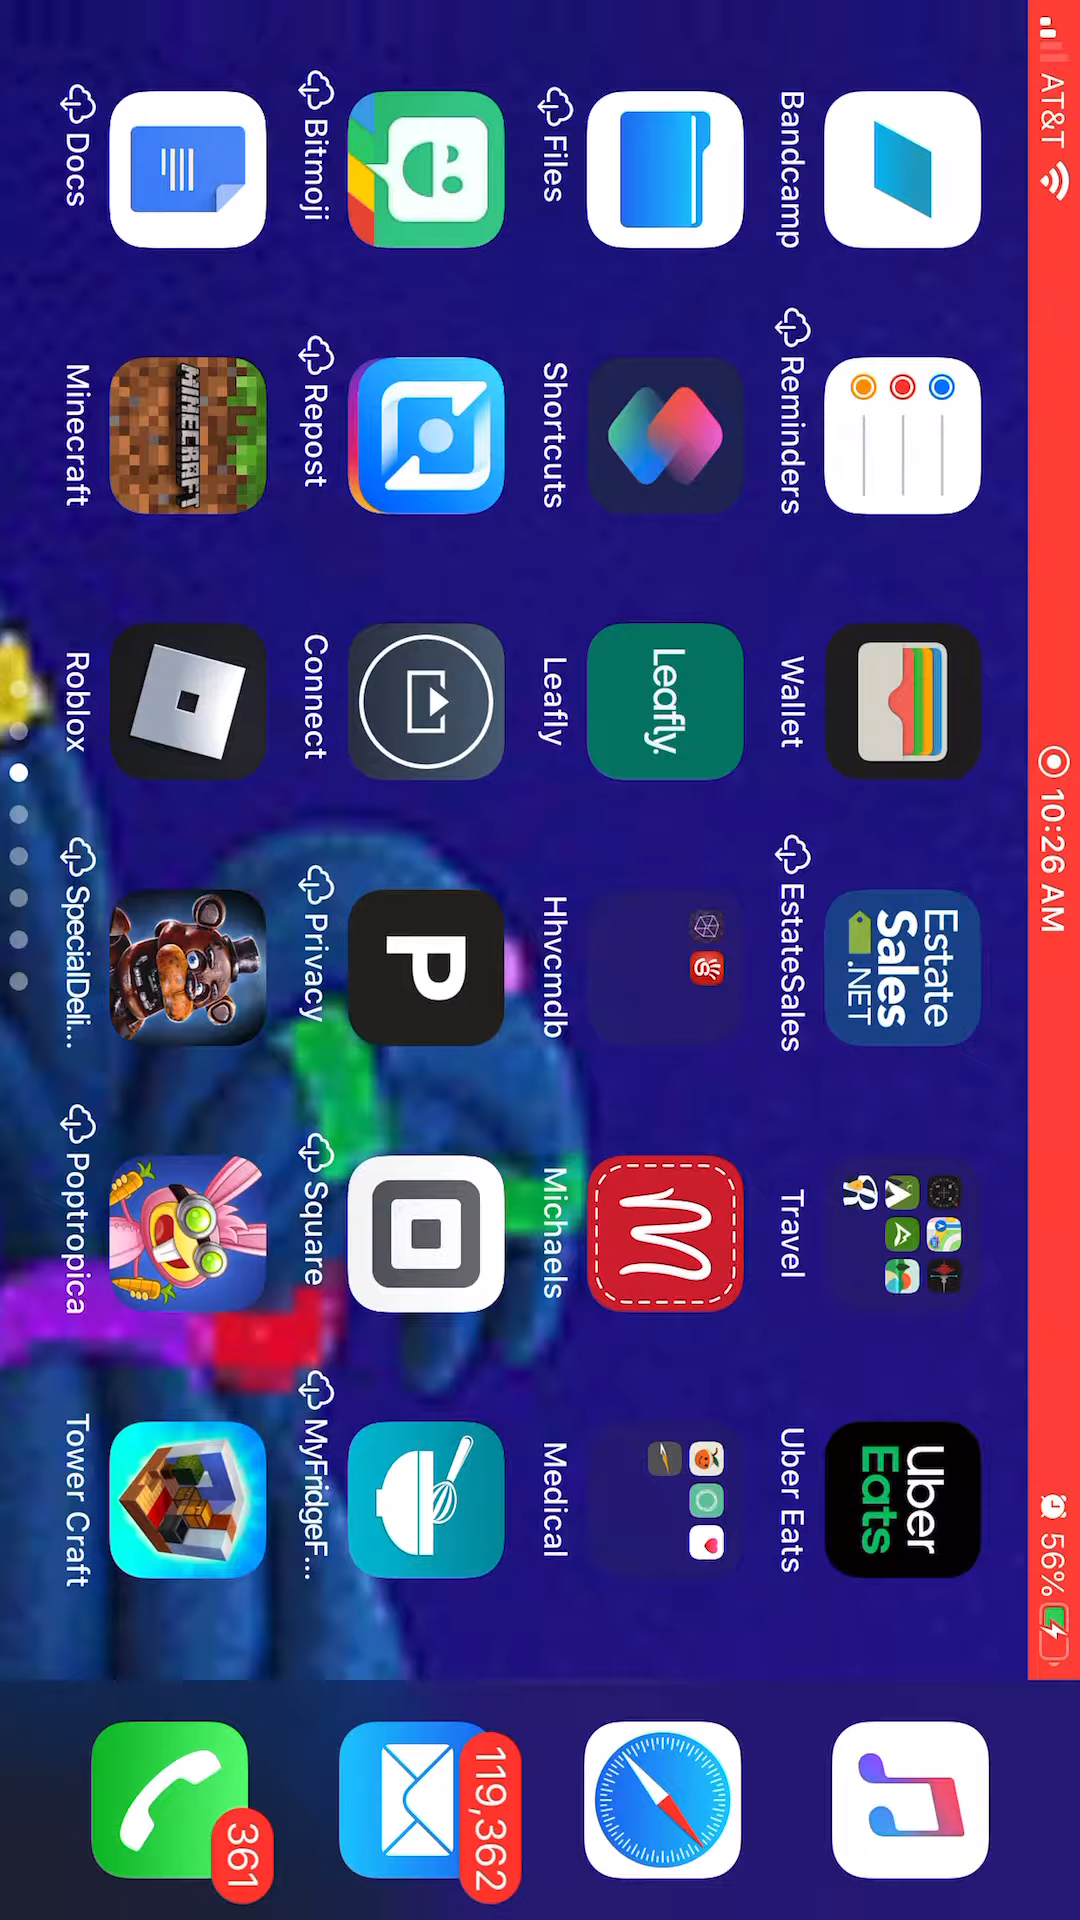 AT&T 10:26 AM 56%
Estate
Sales
.NET
Uber
Eats
Bandcamp Reminders Wallet EstateSales Travel Uber Eats
Leafly.
Files Shortcuts Leafly Hhvcmdb Michaels Medical
P
119,362
Bitmoji Repost Connect Privacy Square MyFridgeF...
MINECRAFT
361
Docs Minecraft Roblox SpecialDeli... Poptropica Tower Craft